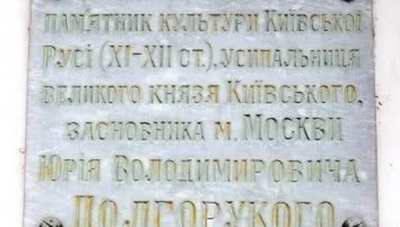 ПАМ'ЯТНИК КУЛЬТУРИ КИЇВСЬКОЇ
РУСІ (XI-XII СТ.). УСИПАЛЬНИЦЯ
ВЕЛИКОГО КНЯЗЯ КИЇВСЬКОГО,
ЗАСНОВНИКА М. МОСКВИ
ЮРІЯ ВОЛОДИМИРОВИЧА
ДОЛГОРУКОГО